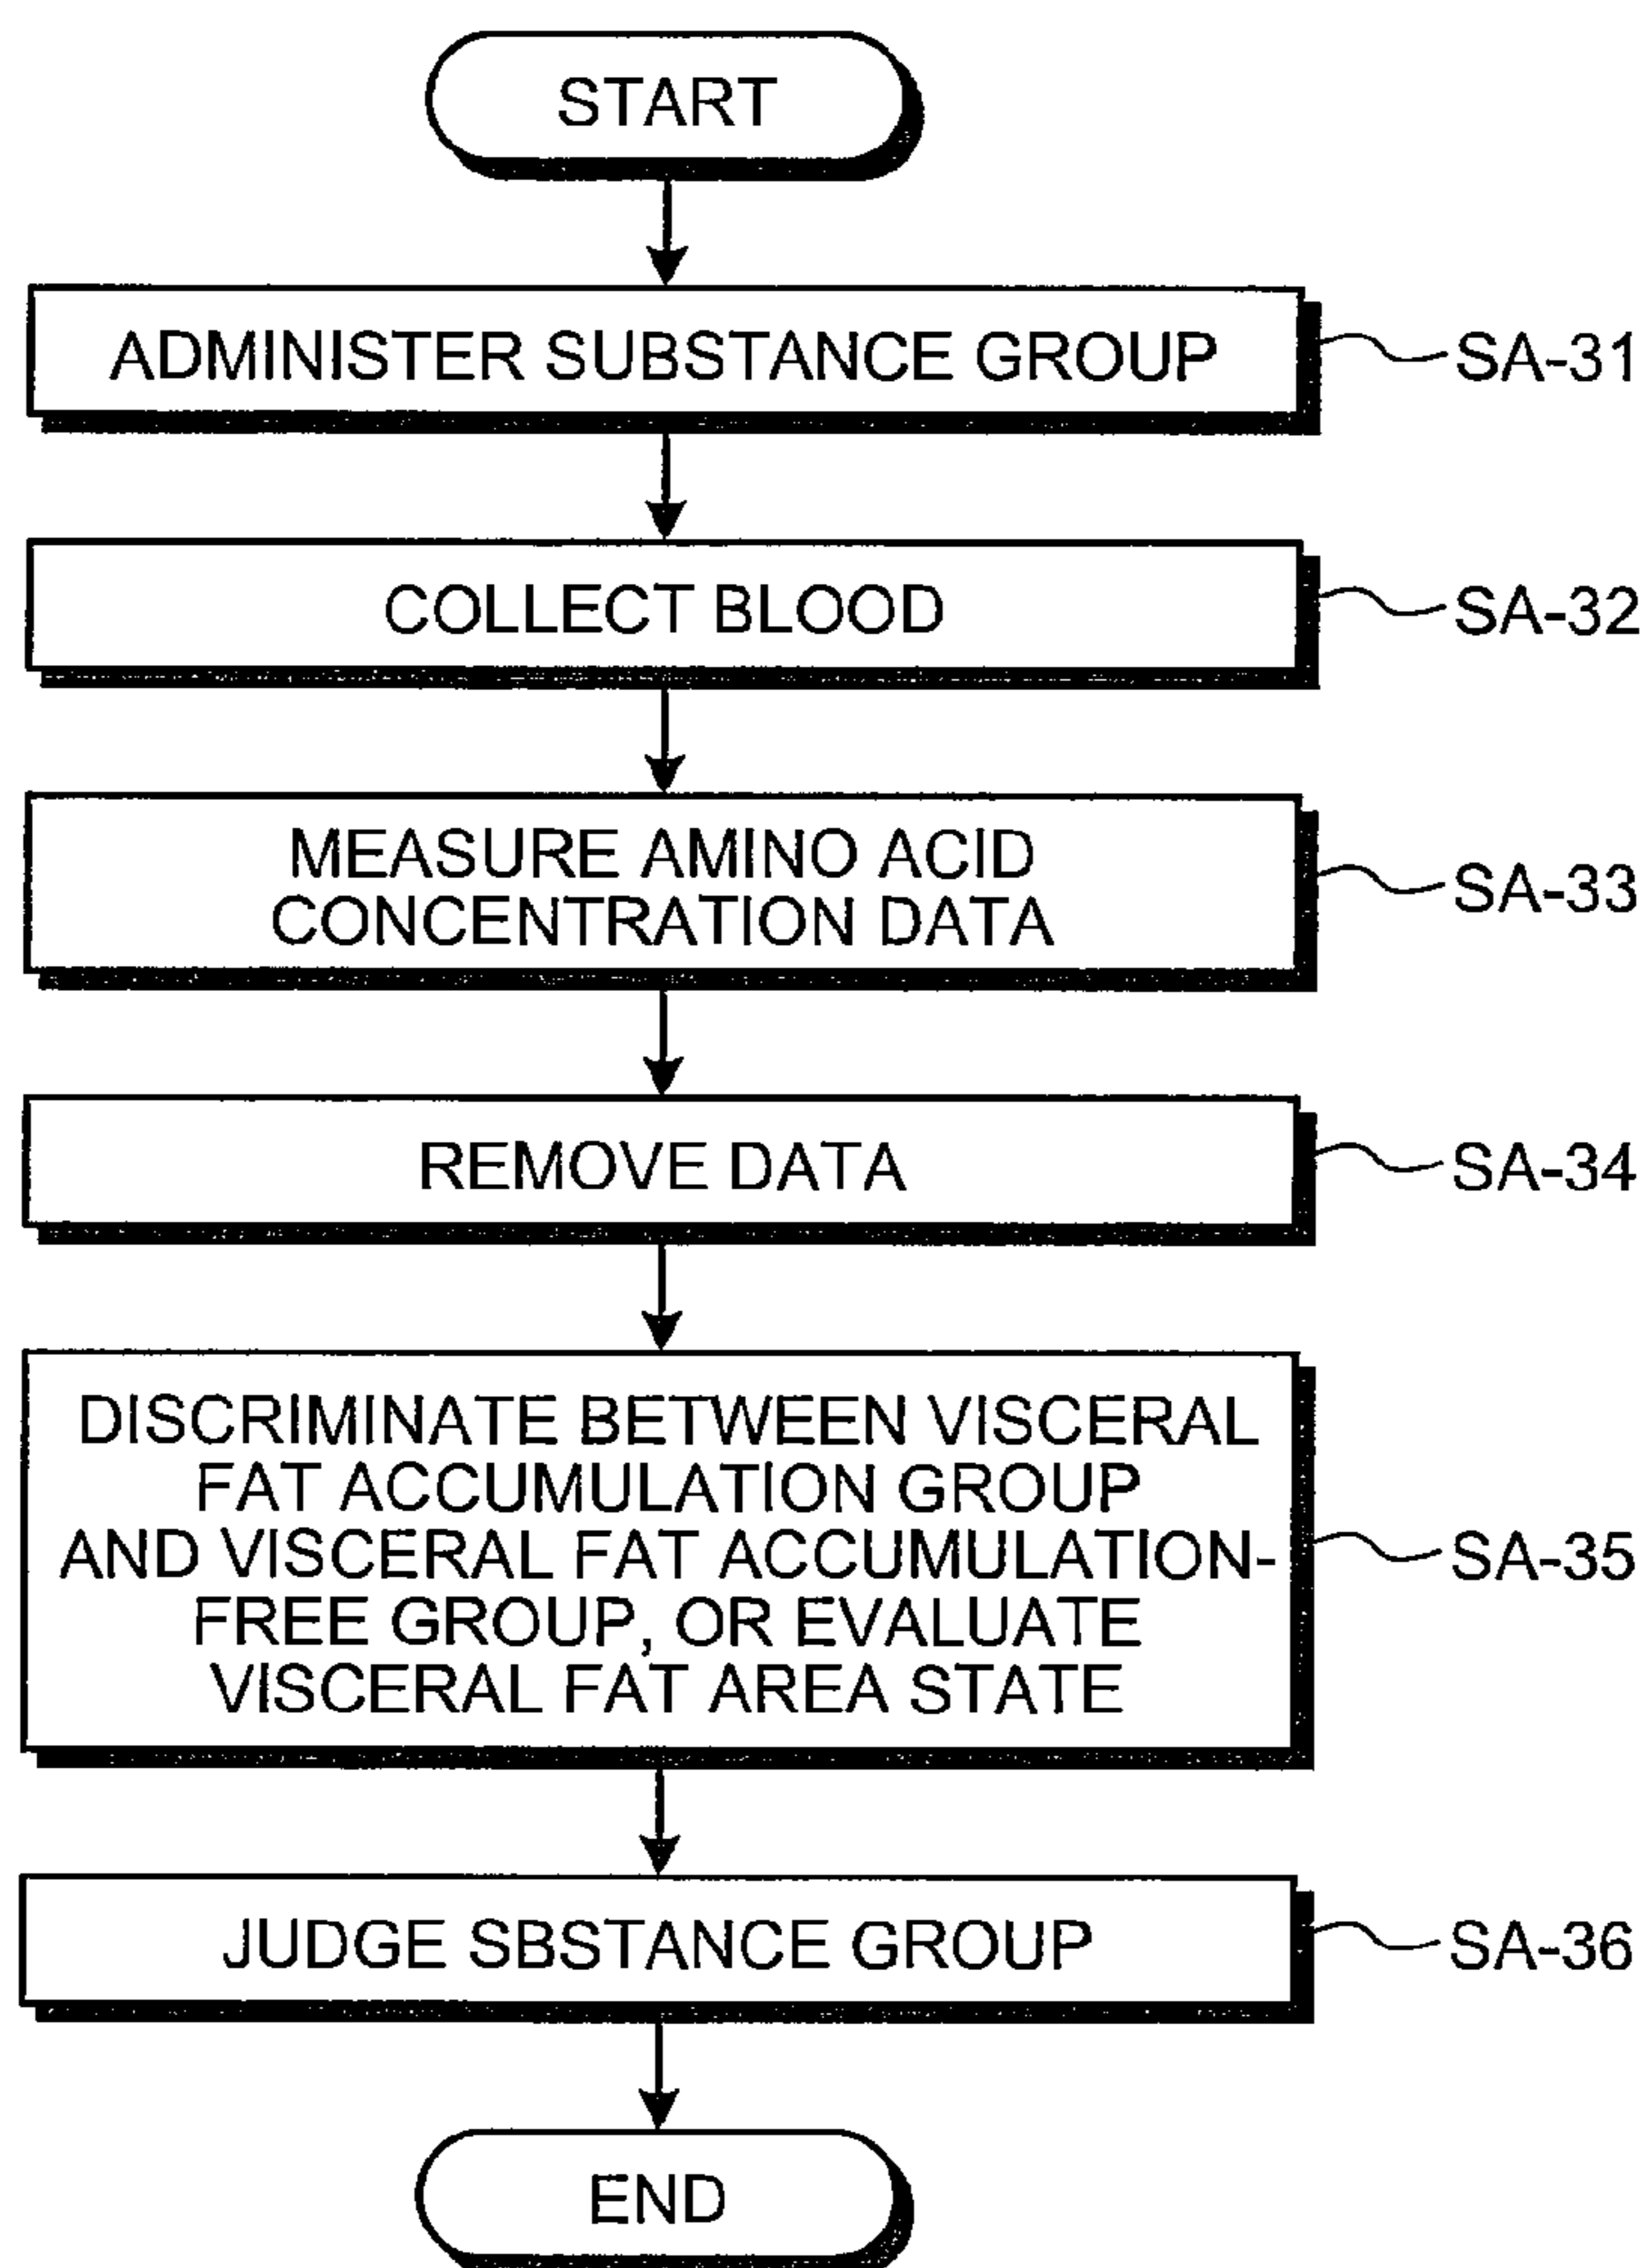 START
ADMINISTER SUBSTANCE GROUP
SA-31
COLLECT BLOOD
SA-32
MEASURE AMINO ACID
CONCENTRATION DATA
SA-33
REMOVE DATA
SA-34
DISCRIMINATE BETWEEN VISCERAL
FAT ACCUMULATION GROUP
AND VISCERAL FAT ACCUMULATION-
FREE GROUP, OR EVALUATE
VISCERAL FAT AREA STATE
SA-35
JUDGE SBSTANCE GROUP
SA-36
END